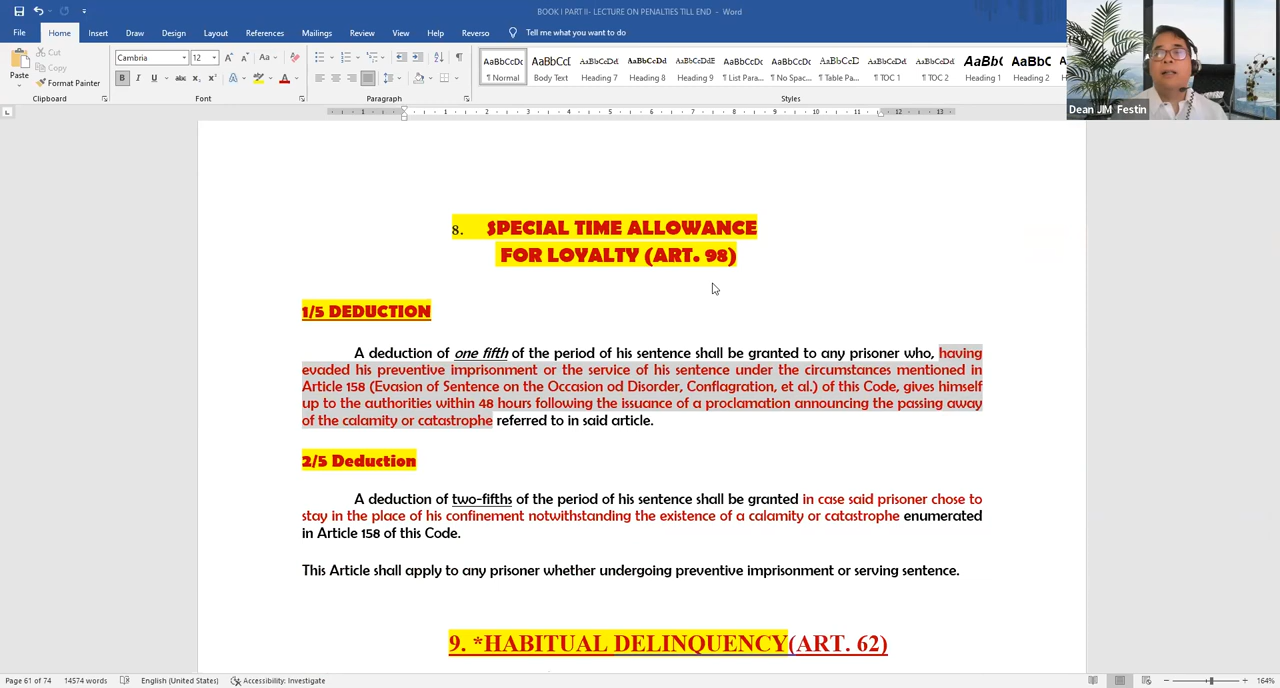 BOOK I PART II- LECTURE ON PENALTIES TILL END - Word
File Home Insert Draw Design Layout References Mailings Review View Help Reverso Tell me what you want to do
Paste
Cut
Copy
Format Painter
Clipboard
Cambria 12
Font
Paragraph
AaBbCcDc AaBbCcI AaBbCcDd AaBbCcDd AaBbCcDdE AaBbCcDc AaBbCcDc AaBbCcD AaBbCcDc AaBbCcDc AaBb( AaBbC
¶ Normal Body Text Heading 7 Heading 8 Heading 9 ¶ List Para... ¶ No Spac... ¶ Table Pa... ¶ TOC 1 ¶ TOC 2 Heading 1 Heading 2
Styles
Dean JM Festin
8. SPECIAL TIME ALLOWANCE
FOR LOYALTY (ART. 98)
1/5 DEDUCTION
A deduction of one fifth of the period of his sentence shall be granted to any prisoner who, having
evaded his preventive imprisonment or the service of his sentence under the circumstances mentioned in
Article 158 (Evasion of Sentence on the Occasion od Disorder, Conflagration, et al.) of this Code, gives himself
up to the authorities within 48 hours following the issuance of a proclamation announcing the passing away
of the calamity or catastrophe referred to in said article.
2/5 Deduction
A deduction of two-fifths of the period of his sentence shall be granted in case said prisoner chose to
stay in the place of his confinement notwithstanding the existence of a calamity or catastrophe enumerated
in Article 158 of this Code.
This Article shall apply to any prisoner whether undergoing preventive imprisonment or serving sentence.
9. *HABITUAL DELINQUENCY(ART. 62)
Page 61 of 74 14574 words English (United States) Accessibility: Investigate 164%